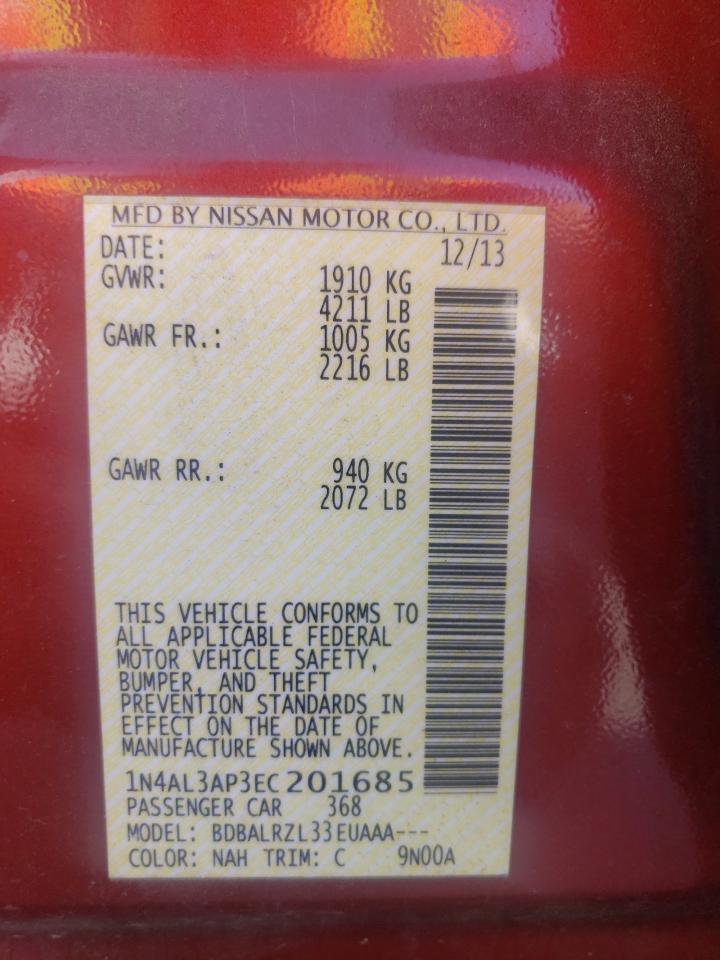 MFD BY NISSAN MOTOR CO., LTD.
DATE: 12/13
GVWR: 1910 KG
4211 LB
GAWR FR.: 1005 KG
2216 LB
GAWR RR.: 940 KG
2072 LB
THIS VEHICLE CONFORMS TO
ALL APPLICABLE FEDERAL
MOTOR VEHICLE SAFETY,
BUMPER, AND THEFT
PREVENTION STANDARDS IN
EFFECT ON THE DATE OF
MANUFACTURE SHOWN ABOVE.
1N4AL3AP3EC201685
PASSENGER CAR 368
MODEL: BDBALRZL33EUAAA---
COLOR: NAH TRIM: C 9N00A